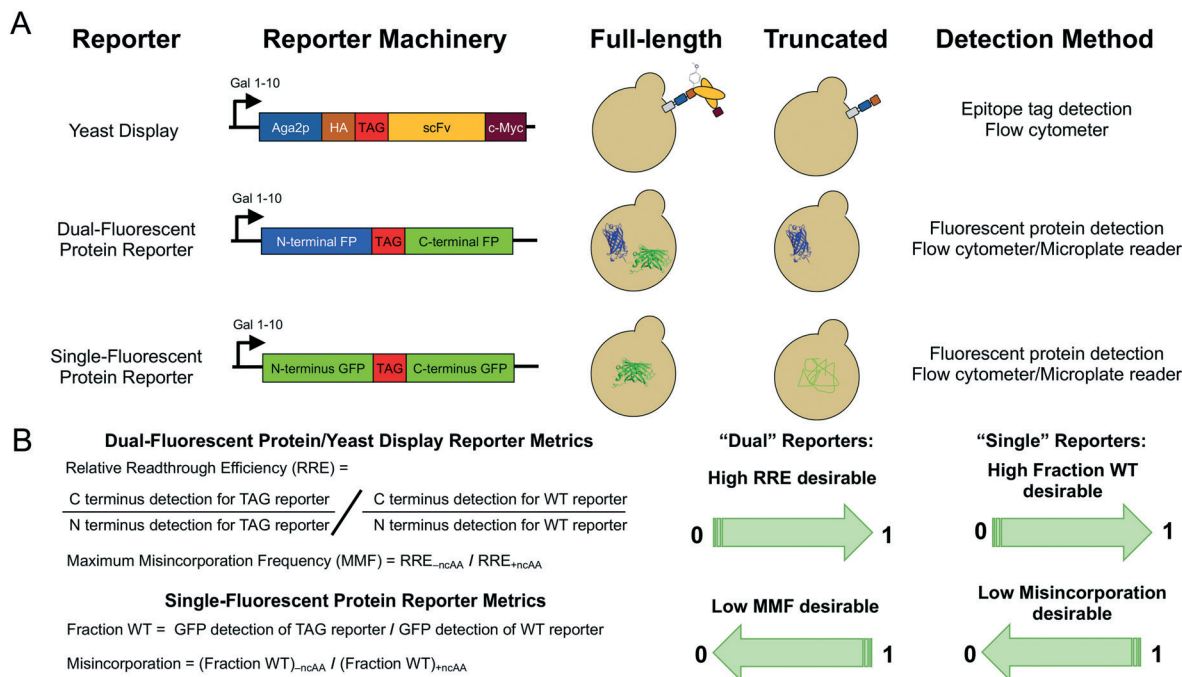 A
Reporter Reporter Machinery Full-length Truncated Detection Method
Gal 1-10
Yeast Display
Aga2p HA TAG scFv c-Myc
Epitope tag detection
Flow cytometer
Gal 1-10
Dual-Fluorescent
Protein Reporter
N-terminal FP TAG C-terminal FP
Fluorescent protein detection
Flow cytometer/Microplate reader
Gal 1-10
Single-Fluorescent
Protein Reporter
N-terminus GFP TAG C-terminus GFP
Fluorescent protein detection
Flow cytometer/Microplate reader
B
Dual-Fluorescent Protein/Yeast Display Reporter Metrics
Relative Readthrough Efficiency (RRE) =
C terminus detection for TAG reporter / C terminus detection for WT reporter
N terminus detection for TAG reporter N terminus detection for WT reporter
Maximum Misincorporation Frequency (MMF) = RRE–ncAA / RRE+ncAA
Single-Fluorescent Protein Reporter Metrics
Fraction WT = GFP detection of TAG reporter / GFP detection of WT reporter
Misincorporation = (Fraction WT)–ncAA / (Fraction WT)+ncAA
“Dual” Reporters:
High RRE desirable
0 1
Low MMF desirable
0 1
“Single” Reporters:
High Fraction WT
desirable
0 1
Low Misincorporation
desirable
0 1